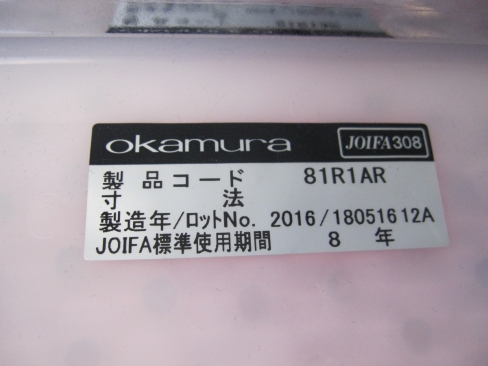 okamura JOIFA308
製品コード 81R1AR
寸法
製造年/ロットNo. 2016/18051612A
JOIFA標準使用期間 8 年